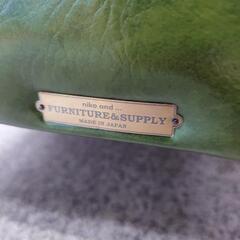 niko and ...
FURNITURE&SUPPLY
MADE IN JAPAN